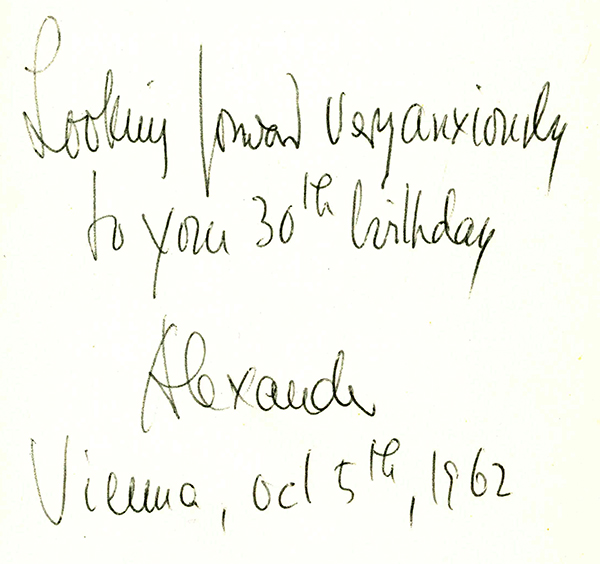 Looking forward very anxiously
to your 30th birthday
Alexander
Vienna, oct 5th, 1962